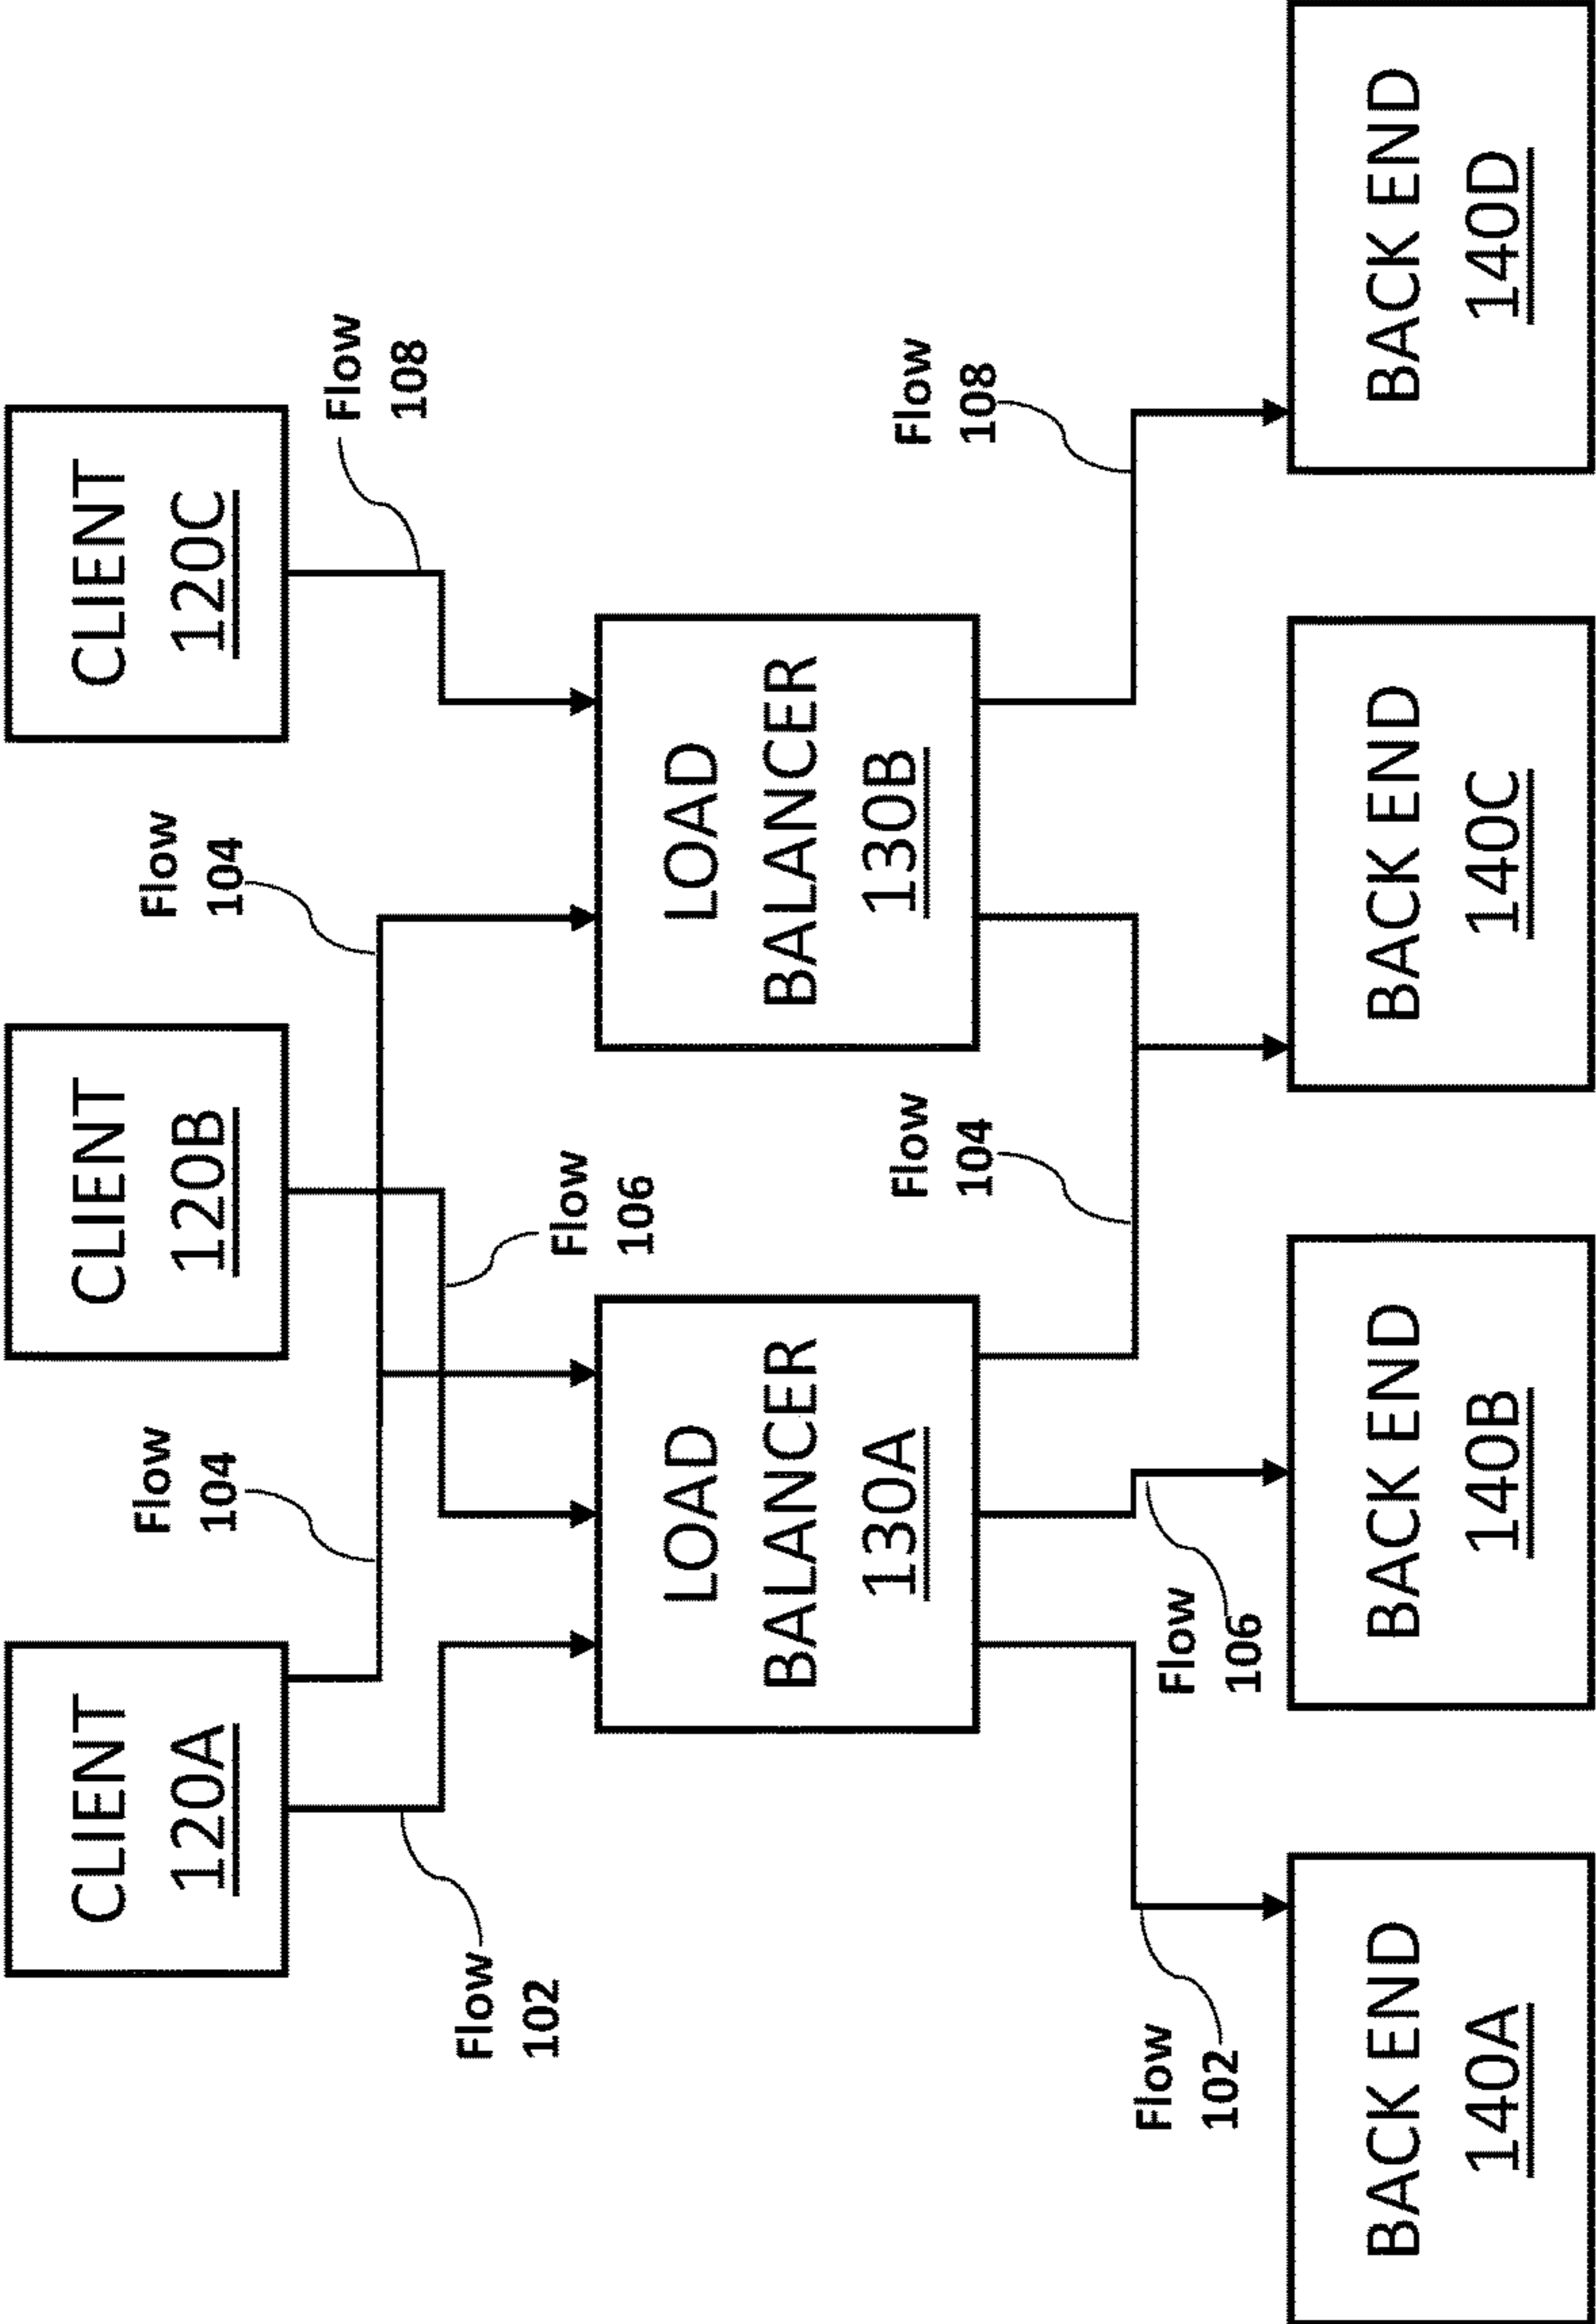 CLIENT
120A
CLIENT
120B
CLIENT
120C
Flow
104
Flow
104
Flow
108
Flow
102
Flow
106
LOAD
BALANCER
130A
LOAD
BALANCER
130B
Flow
104
Flow
108
Flow
102
Flow
106
BACK END
140A
BACK END
140B
BACK END
140C
BACK END
140D